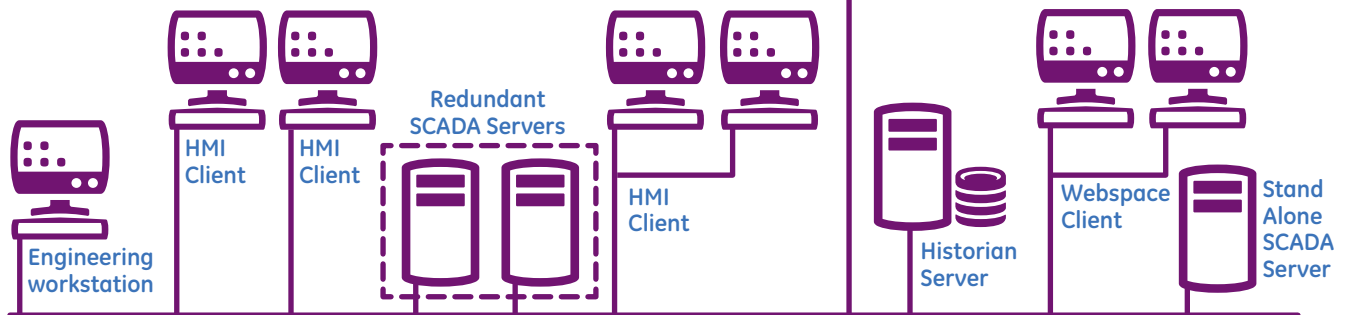 Engineering
workstation
HMI
Client
HMI
Client
Redundant
SCADA Servers
HMI
Client
Historian
Server
Webspace
Client
Stand
Alone
SCADA
Server